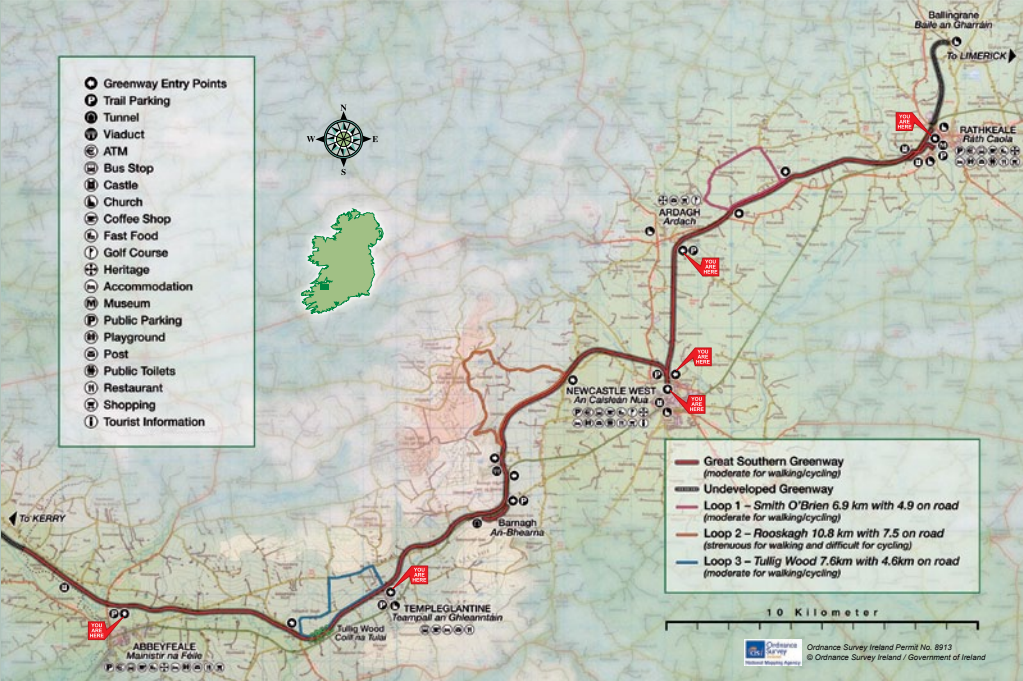 Ballingrane
Baile an Gharráin
To LIMERICK
Greenway Entry Points
Trail Parking
Tunnel
Viaduct
ATM
Bus Stop
Castle
Church
Coffee Shop
Fast Food
Golf Course
Heritage
Accommodation
Museum
Public Parking
Playground
Post
Public Toilets
Restaurant
Shopping
Tourist Information
N
W
E
S
YOU
ARE
HERE
RATHKEALE
Ráth Caola
ARDAGH
Ardach
YOU
ARE
HERE
YOU
ARE
HERE
NEWCASTLE WEST
An Caisleán Nua
YOU
ARE
HERE
Great Southern Greenway
(moderate for walking/cycling)
Undeveloped Greenway
Loop 1 – Smith O'Brien 6.9 km with 4.9 on road
(moderate for walking/cycling)
Loop 2 – Rooskagh 10.8 km with 7.5 on road
(strenuous for walking and difficult for cycling)
Loop 3 – Tullig Wood 7.6km with 4.6km on road
(moderate for walking/cycling)
Barnagh
An-Bhearna
To KERRY
YOU
ARE
HERE
TEMPLEGLANTINE
Teampall an Ghleanntáin
Tullig Wood
Coill na Tulaí
YOU
ARE
HERE
ABBEYFEALE
Mainistir na Féile
10 Kilometer
Ordnance
Survey
National Mapping Agency
Ordnance Survey Ireland Permit No. 8913
© Ordnance Survey Ireland / Government of Ireland